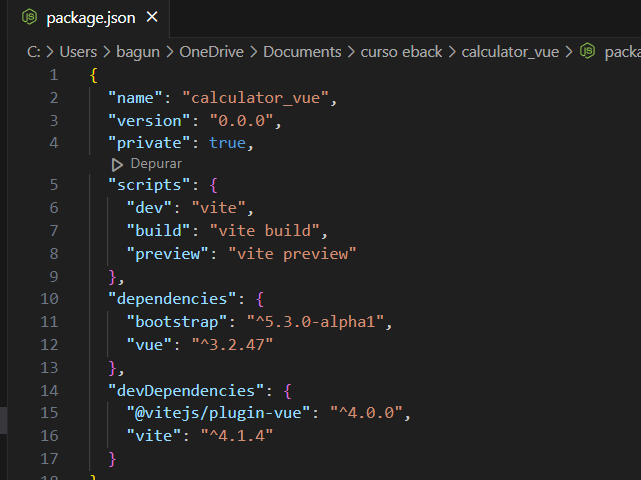 package.json
C: > Users > bagun > OneDrive > Documents > curso eback > calculator_vue > packa
1 {
2 "name": "calculator_vue",
3 "version": "0.0.0",
4 "private": true,
Depurar
5 "scripts": {
6 "dev": "vite",
7 "build": "vite build",
8 "preview": "vite preview"
9 },
10 "dependencies": {
11 "bootstrap": "^5.3.0-alpha1",
12 "vue": "^3.2.47"
13 },
14 "devDependencies": {
15 "@vitejs/plugin-vue": "^4.0.0",
16 "vite": "^4.1.4"
17 }
18 }